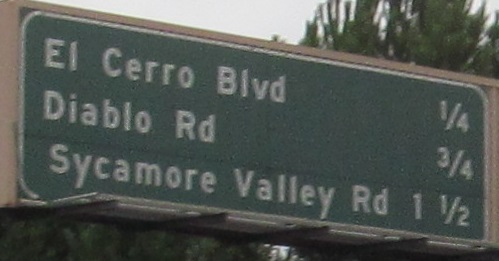 El Cerro Blvd ¼
Diablo Rd ¾
Sycamore Valley Rd 1 ½